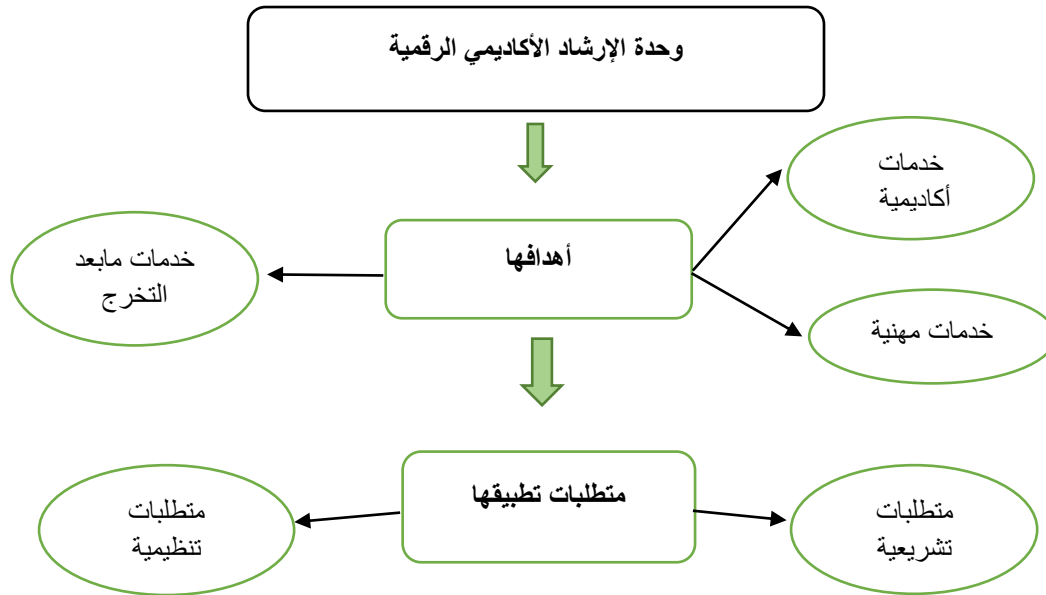 وحدة الإرشاد الأكاديمي الرقمية
خدمات
أكاديمية
أهدافها
خدمات مابعد
التخرج
خدمات مهنية
متطلبات تطبيقها
متطلبات
تشريعية
متطلبات
تنظيمية